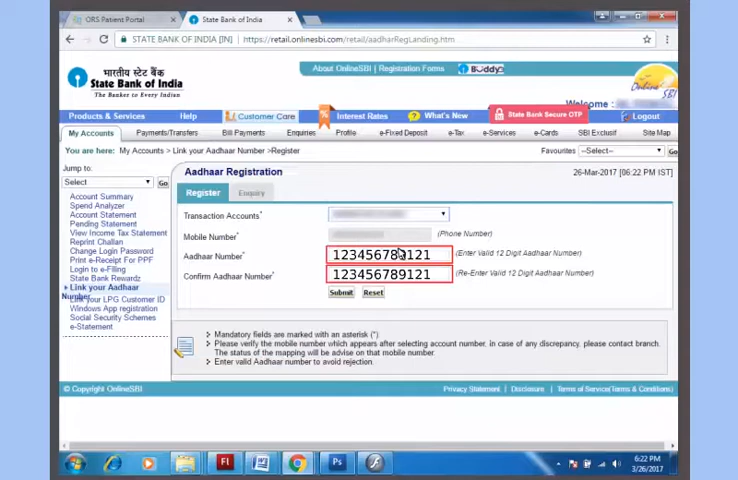 ORS Patient Portal
State Bank of India
STATE BANK OF INDIA [IN] https://retail.onlinesbi.com/retail/aadharRegLanding.htm
About OnlineSBI | Registration Forms
SBI Buddy
भारतीय स्टेट बैंक
State Bank of India
The Banker to Every Indian
Online SBI
Welcome :
Products & Services Help Customer Care Interest Rates ? What's New State Bank Secure OTP Logout
My Accounts Payments/Transfers Bill Payments Enquiries Profile e-Fixed Deposit e-Tax e-Services e-Cards SBI Exclusif Site Map
You are here: My Accounts > Link your Aadhaar Number >Register
Favourites --Select-- Go
Jump to:
Select Go
Account Summary
Spend Analyzer
Account Statement
Pending Statement
View Income Tax Statement
Reprint Challan
Change Login Password
Print e-Receipt for PPF
Login to e-Filing
State Bank Rewardz
Link your Aadhaar Number
Link your LPG Customer ID
Windows App registration
Social Security Schemes
e-Statement
Aadhaar Registration
26-Mar-2017 [06:22 PM IST]
Register Enquiry
Transaction Accounts*
Mobile Number* (Phone Number)
Aadhaar Number* 123456789121 (Enter Valid 12 Digit Aadhaar Number)
Confirm Aadhaar Number* 123456789121 (Re-Enter Valid 12 Digit Aadhaar Number)
Submit Reset
Mandatory fields are marked with an asterisk (*)
Please verify the mobile number which appears after selecting account number, in case of any discrepancy, please contact branch.
The status of the mapping will be advise on that mobile number.
Enter valid Aadhaar number to avoid rejection.
© Copyright OnlineSBI
Privacy Statement | Disclosure | Terms of Service(Terms & Conditions)
6:22 PM
3/26/2017